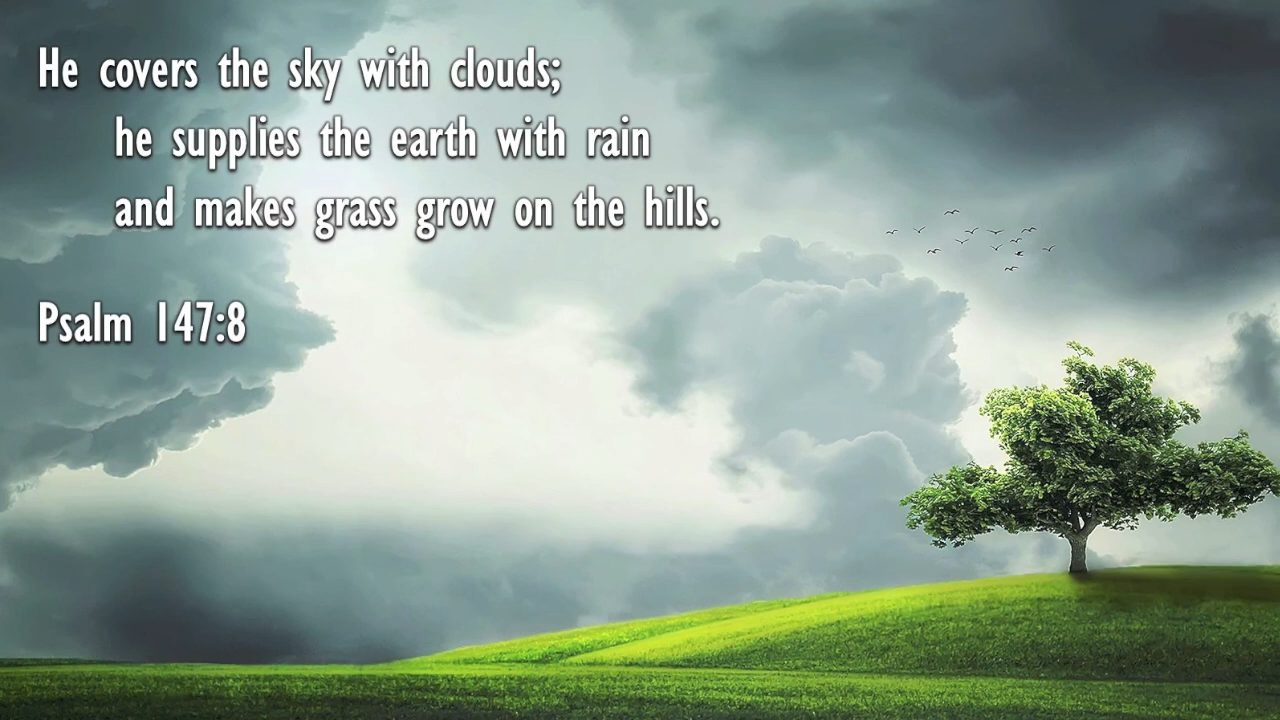 He covers the sky with clouds;
he supplies the earth with rain
and makes grass grow on the hills.
Psalm 147:8